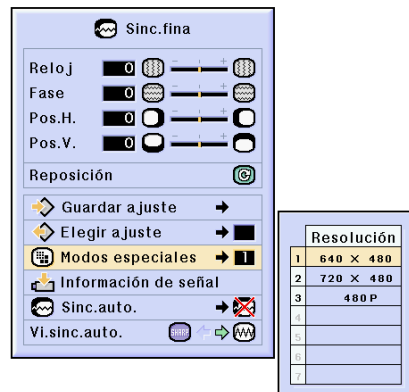 Sinc.fina
Reloj 0 - +
Fase 0 - +
Pos.H. 0 - +
Pos.V. 0 - +
Reposición
Guardar ajuste
Elegir ajuste
Modos especiales 1
Información de señal
Sinc.auto.
Vi.sinc.auto. SHARP
Resolución
1 640 × 480
2 720 × 480
3 480P
4
5
6
7